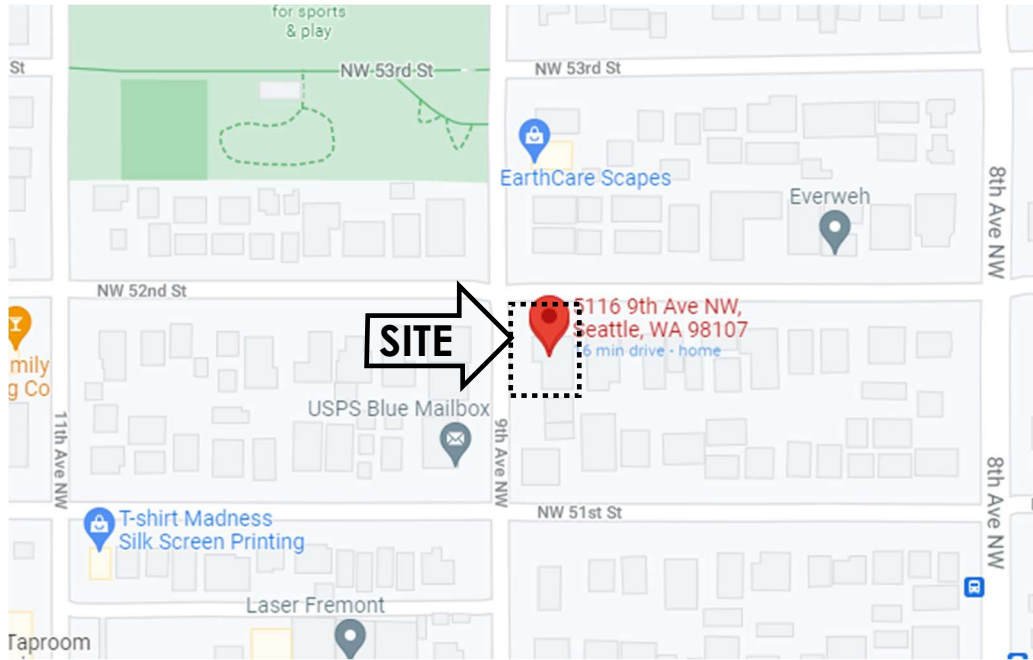 for sports
& play
St
NW 53rd St
NW 53rd St
EarthCare Scapes
Everweh
8th Ave NW
NW 52nd St
SITE
5116 9th Ave NW,
Seattle, WA 98107
6 min drive - home
mily
g Co
USPS Blue Mailbox
11th Ave NW
9th Ave NW
8th Ave NW
NW 51st St
T-shirt Madness
Silk Screen Printing
Laser Fremont
Taproom